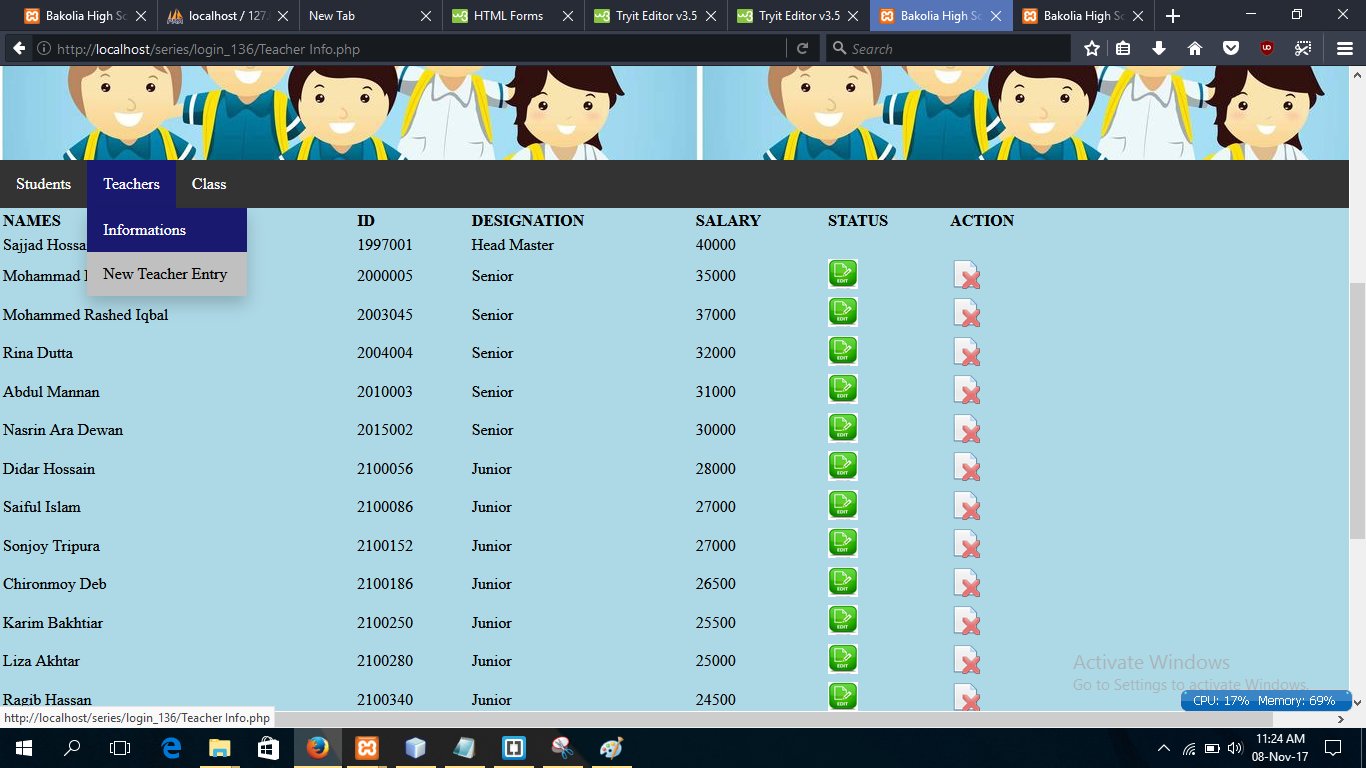 Bakolia High Sc
localhost / 127.
New Tab
HTML Forms
Tryit Editor v3.5
Tryit Editor v3.5
Bakolia High Sc
Bakolia High Sc
http://localhost/series/login_136/Teacher Info.php
Search
Students Teachers Class
Informations
New Teacher Entry
NAMES ID DESIGNATION SALARY STATUS ACTION
Sajjad Hossa 1997001 Head Master 40000
Mohammad 2000005 Senior 35000 EDIT
Mohammed Rashed Iqbal 2003045 Senior 37000 EDIT
Rina Dutta 2004004 Senior 32000 EDIT
Abdul Mannan 2010003 Senior 31000 EDIT
Nasrin Ara Dewan 2015002 Senior 30000 EDIT
Didar Hossain 2100056 Junior 28000 EDIT
Saiful Islam 2100086 Junior 27000 EDIT
Sonjoy Tripura 2100152 Junior 27000 EDIT
Chironmoy Deb 2100186 Junior 26500 EDIT
Karim Bakhtiar 2100250 Junior 25500 EDIT
Liza Akhtar 2100280 Junior 25000 EDIT
Ragib Hassan 2100340 Junior 24500 EDIT
Activate Windows
Go to Settings to activate Windows.
CPU: 17% Memory: 69%
http://localhost/series/login_136/Teacher Info.php
11:24 AM
08-Nov-17